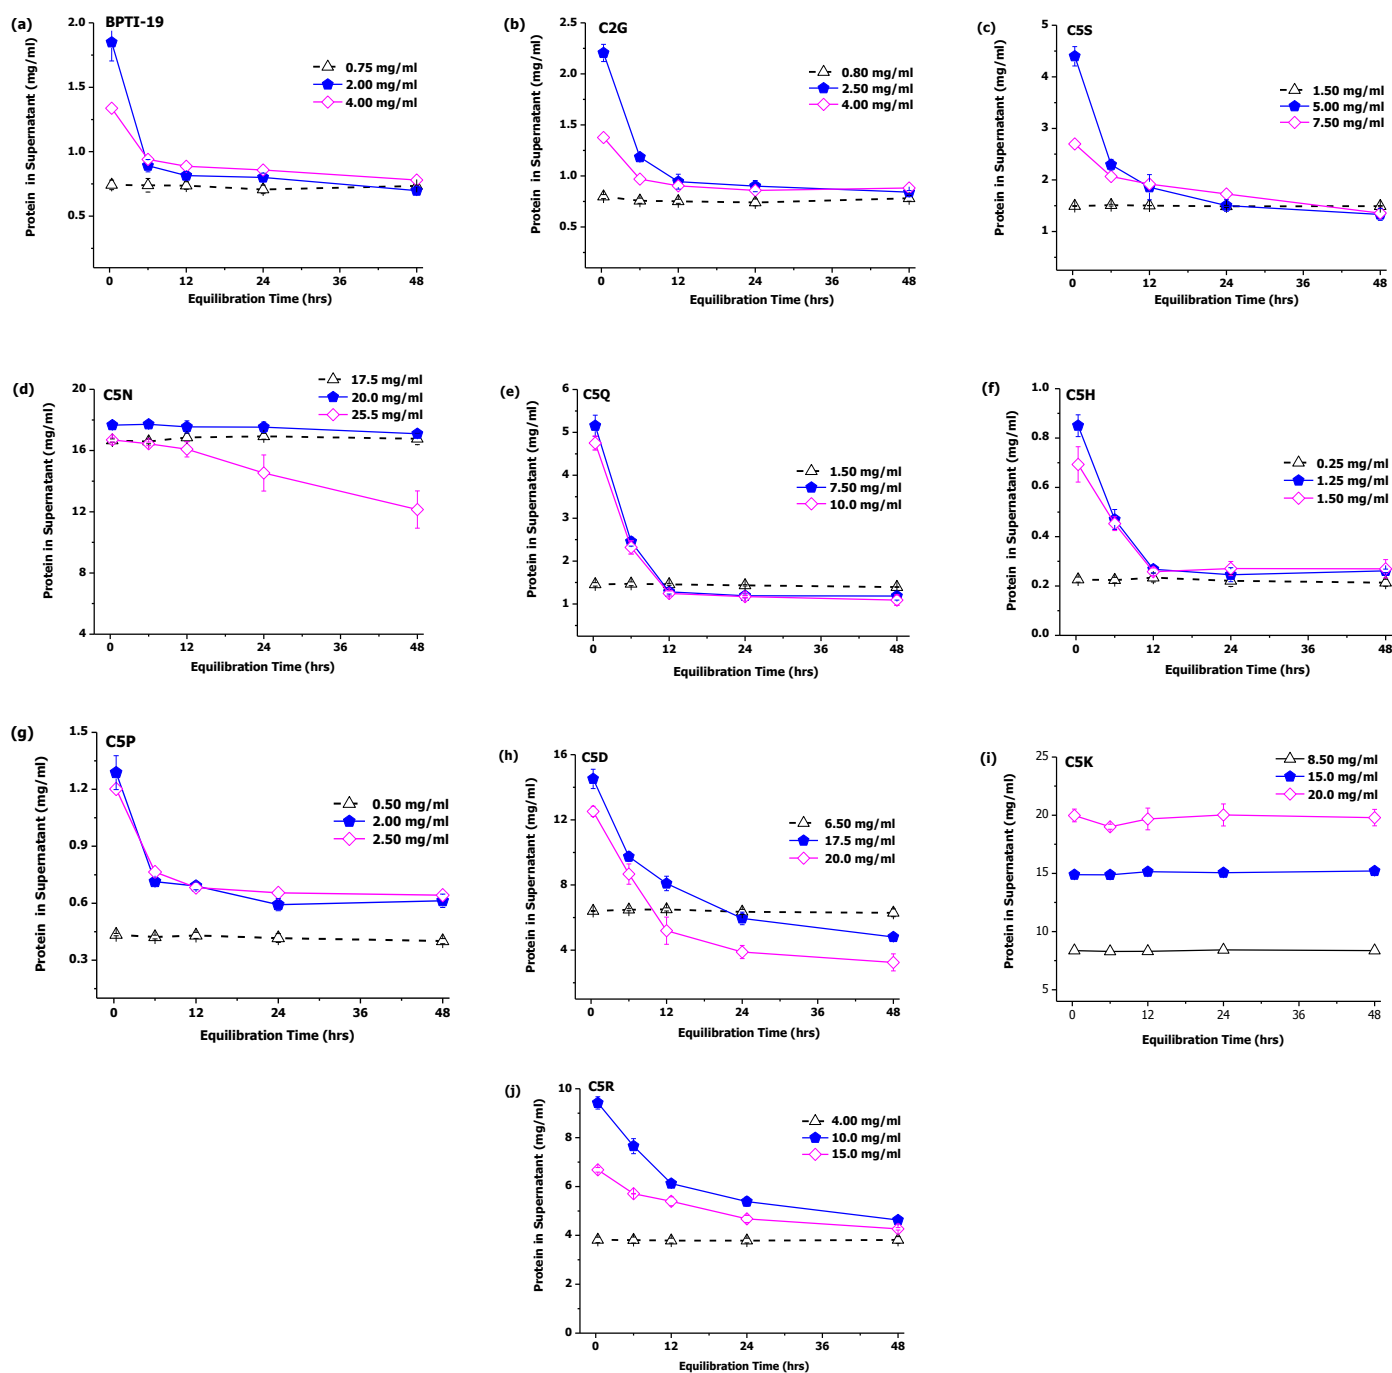 (a)
BPTI-19
2.0
1.5
1.0
0.5
Protein in Supernatant (mg/ml)
0.75 mg/ml
2.00 mg/ml
4.00 mg/ml
0 12 24 36 48
Equilibration Time (hrs)
(b)
C2G
2.5
2.0
1.5
1.0
0.5
Protein in Supernatant (mg/ml)
0.80 mg/ml
2.50 mg/ml
4.00 mg/ml
0 12 24 36 48
Equilibration Time (hrs)
(c)
C5S
5
4
3
2
1
Protein in Supernatant (mg/ml)
1.50 mg/ml
5.00 mg/ml
7.50 mg/ml
0 12 24 36 48
Equilibration Time (hrs)
(d)
C5N
20
16
12
8
4
Protein in Supernatant (mg/ml)
17.5 mg/ml
20.0 mg/ml
25.5 mg/ml
0 12 24 36 48
Equilibration Time (hrs)
(e)
C5Q
6
5
4
3
2
1
Protein in Supernatant (mg/ml)
1.50 mg/ml
7.50 mg/ml
10.0 mg/ml
0 12 24 36 48
Equilibration Time (hrs)
(f)
C5H
1.0
0.8
0.6
0.4
0.2
0.0
Protein in Supernatant (mg/ml)
0.25 mg/ml
1.25 mg/ml
1.50 mg/ml
0 12 24 36 48
Equilibration Time (hrs)
(g)
C5P
1.5
1.2
0.9
0.6
0.3
Protein in Supernatant (mg/ml)
0.50 mg/ml
2.00 mg/ml
2.50 mg/ml
0 12 24 36 48
Equilibration Time (hrs)
(h)
C5D
16
12
8
4
Protein in Supernatant (mg/ml)
6.50 mg/ml
17.5 mg/ml
20.0 mg/ml
0 12 24 36 48
Equilibration Time (hrs)
(i)
C5K
25
20
15
10
5
Protein in Supernatant (mg/ml)
8.50 mg/ml
15.0 mg/ml
20.0 mg/ml
0 12 24 36 48
Equilibration Time (hrs)
(j)
C5R
10
8
6
4
2
0
Protein in Supernatant (mg/ml)
4.00 mg/ml
10.0 mg/ml
15.0 mg/ml
0 12 24 36 48
Equilibration Time (hrs)